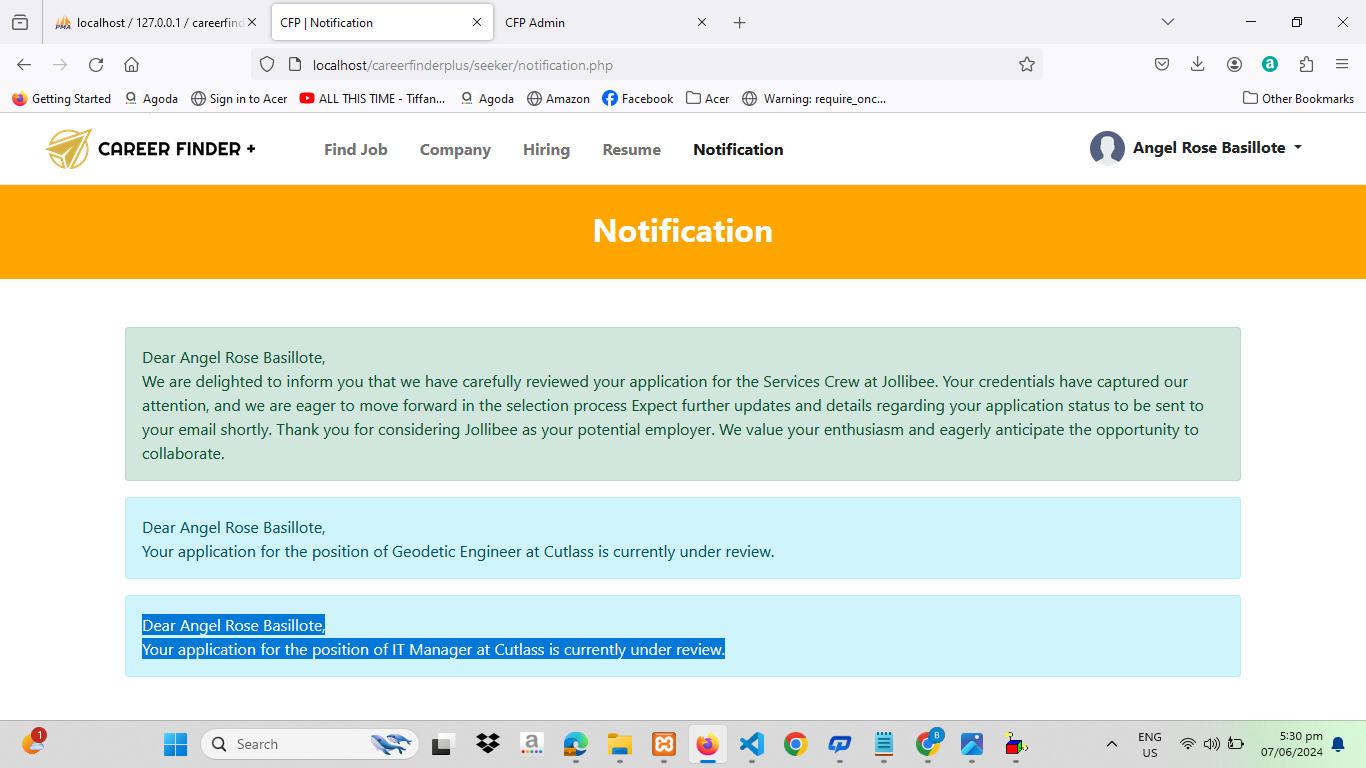 localhost / 127.0.0.1 / careerfind
CFP | Notification
CFP Admin
localhost/careerfinderplus/seeker/notification.php
Getting Started
Agoda
Sign in to Acer
ALL THIS TIME - Tiffan...
Agoda
Amazon
Facebook
Acer
Warning: require_onc...
Other Bookmarks
CAREER FINDER +
Find Job
Company
Hiring
Resume
Notification
Angel Rose Basillote
Notification
Dear Angel Rose Basillote,
We are delighted to inform you that we have carefully reviewed your application for the Services Crew at Jollibee. Your credentials have captured our
attention, and we are eager to move forward in the selection process Expect further updates and details regarding your application status to be sent to
your email shortly. Thank you for considering Jollibee as your potential employer. We value your enthusiasm and eagerly anticipate the opportunity to
collaborate.
Dear Angel Rose Basillote,
Your application for the position of Geodetic Engineer at Cutlass is currently under review.
Dear Angel Rose Basillote,
Your application for the position of IT Manager at Cutlass is currently under review.
1
Search
a
B
ENG
US
5:30 pm
07/06/2024